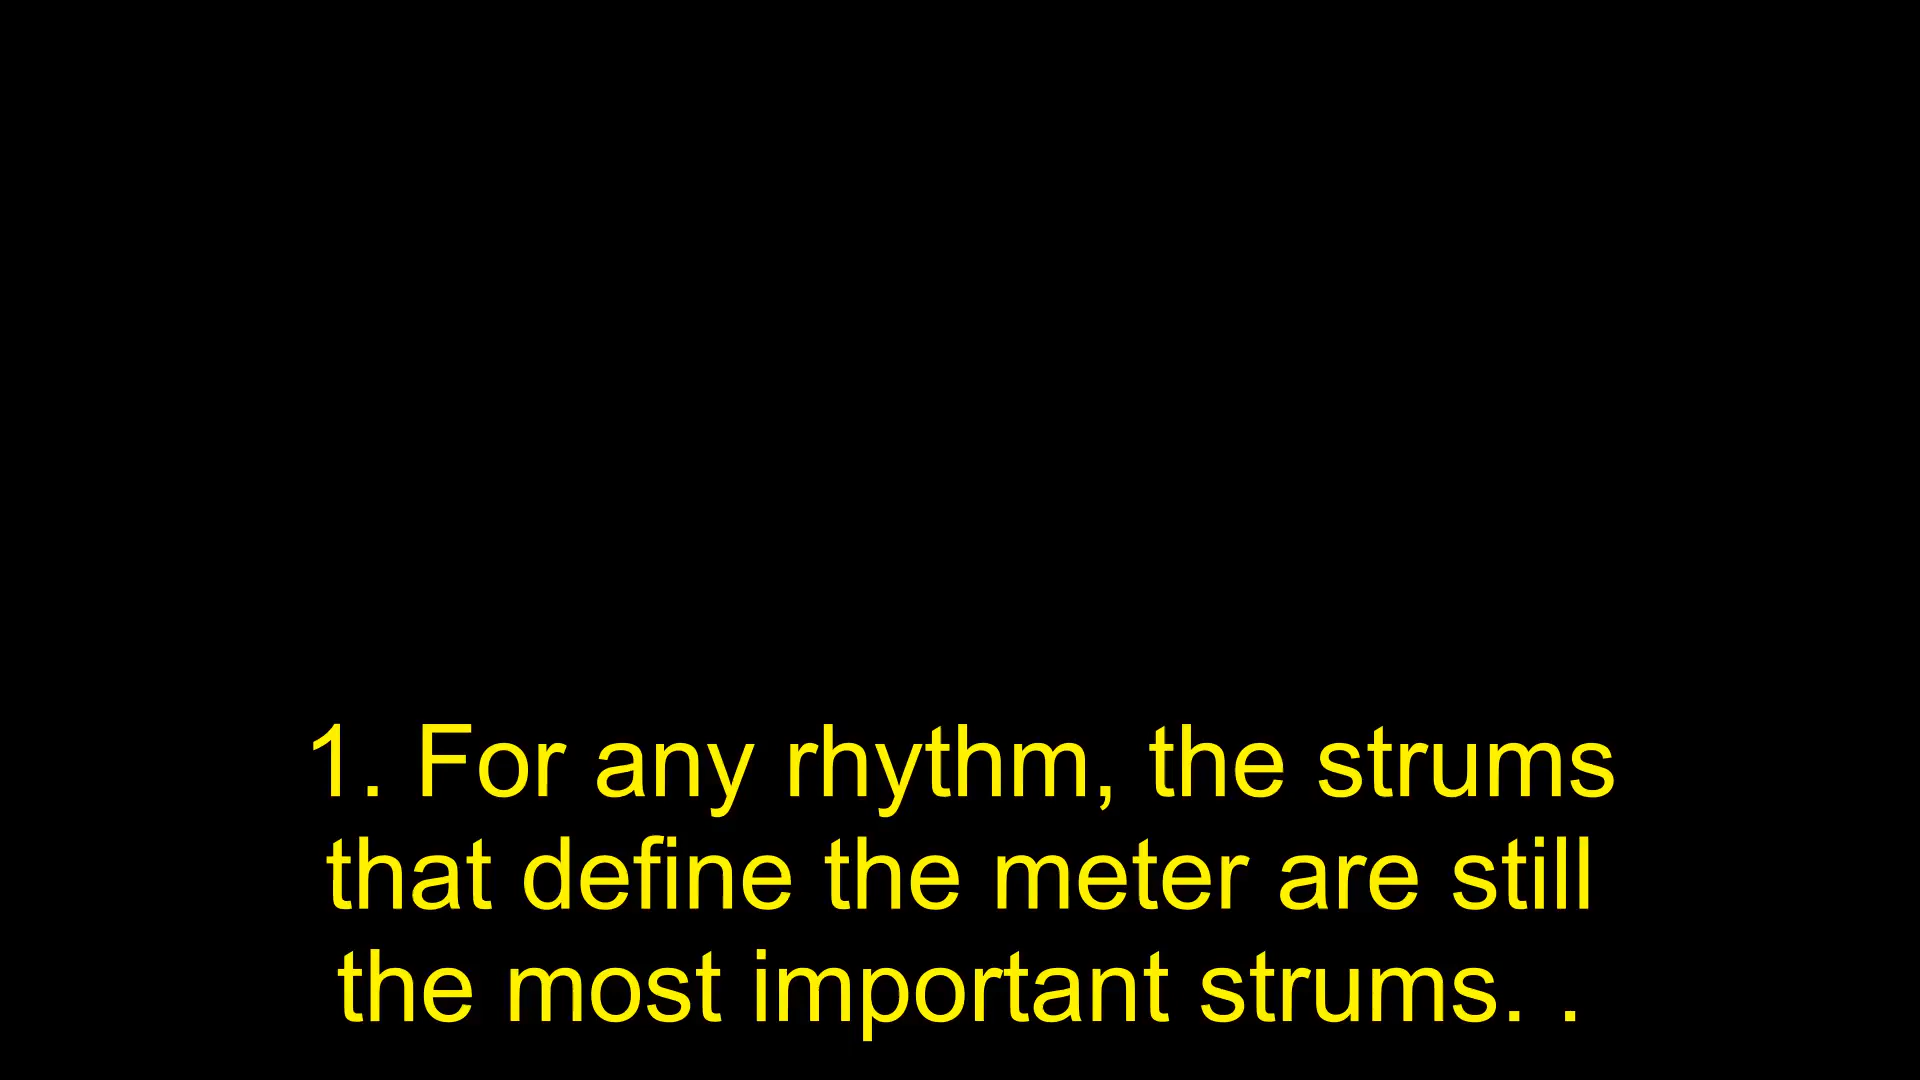 1. For any rhythm, the strums
that define the meter are still
the most important strums. .